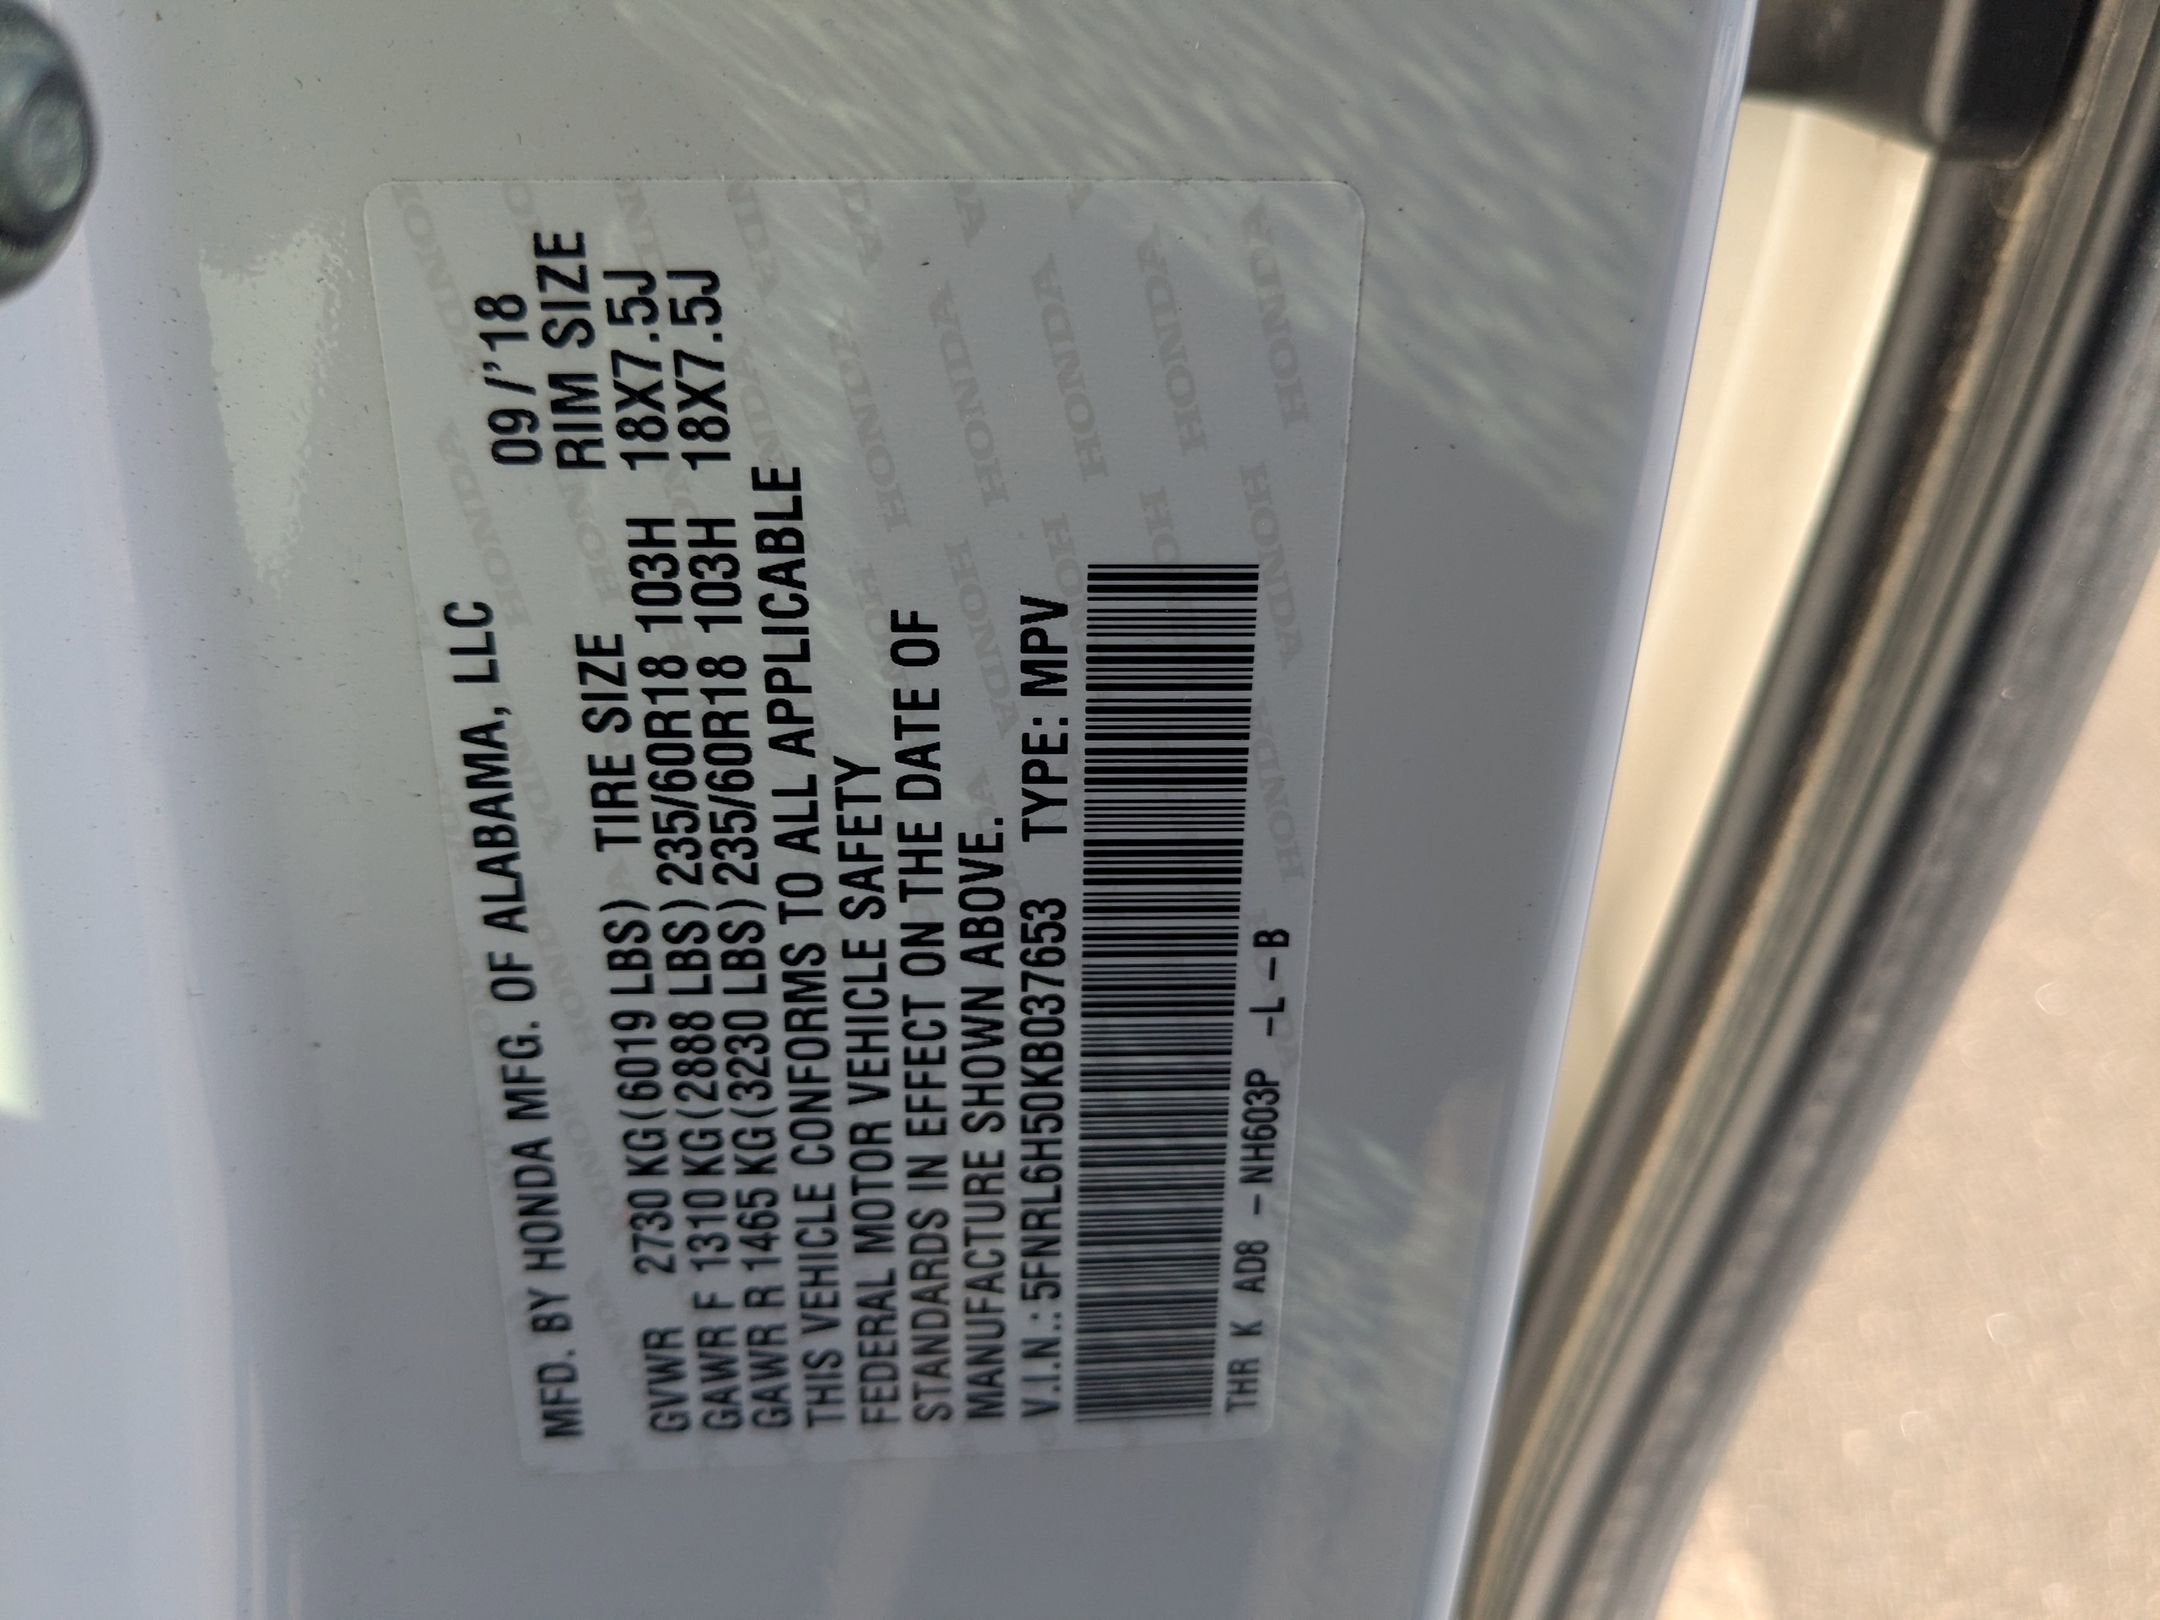 MFD. BY HONDA MFG. OF ALABAMA, LLC 09/'18
TIRE SIZE RIM SIZE
GVWR 2730 KG(6019 LBS)
GAWR F 1310 KG(2888 LBS) 235/60R18 103H 18X7.5J
GAWR R 1465 KG(3230 LBS) 235/60R18 103H 18X7.5J
THIS VEHICLE CONFORMS TO ALL APPLICABLE
FEDERAL MOTOR VEHICLE SAFETY
STANDARDS IN EFFECT ON THE DATE OF
MANUFACTURE SHOWN ABOVE.
V.I.N.: 5FNRL6H50KB037653 TYPE: MPV
THR K AD8 –NH603P –L–B